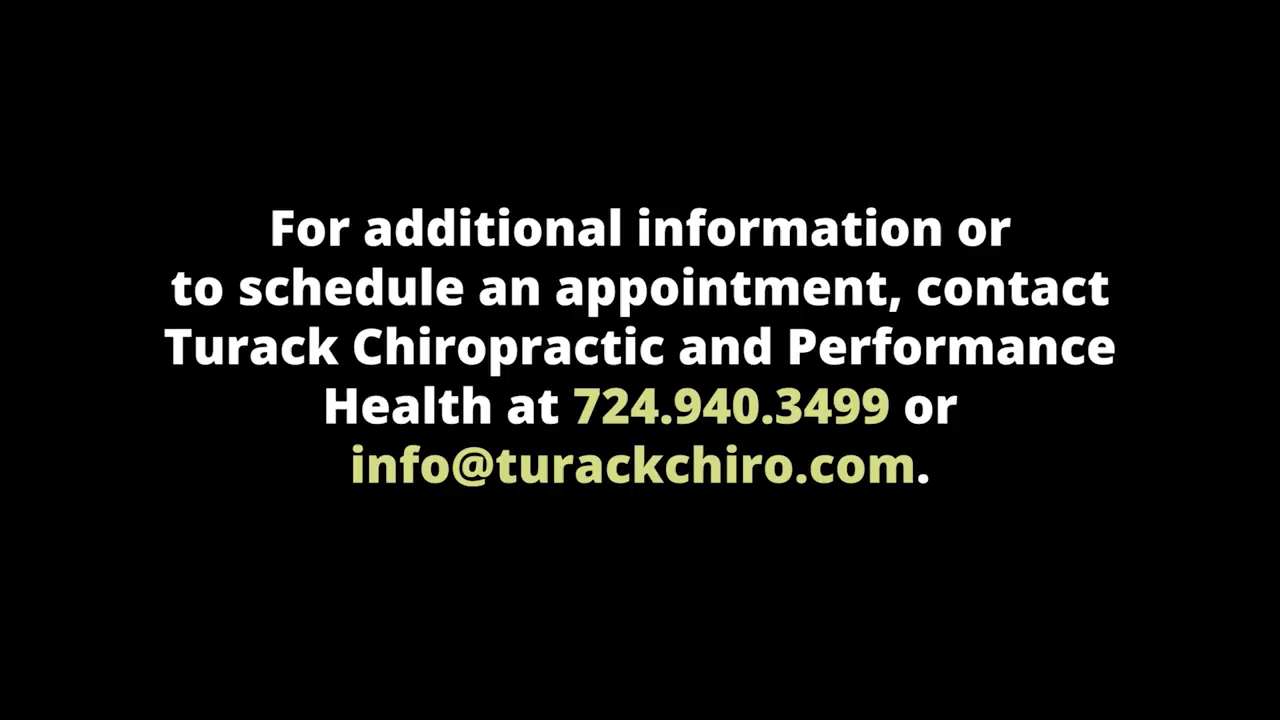 For additional information or
to schedule an appointment, contact
Turack Chiropractic and Performance
Health at 724.940.3499 or
info@turackchiro.com.